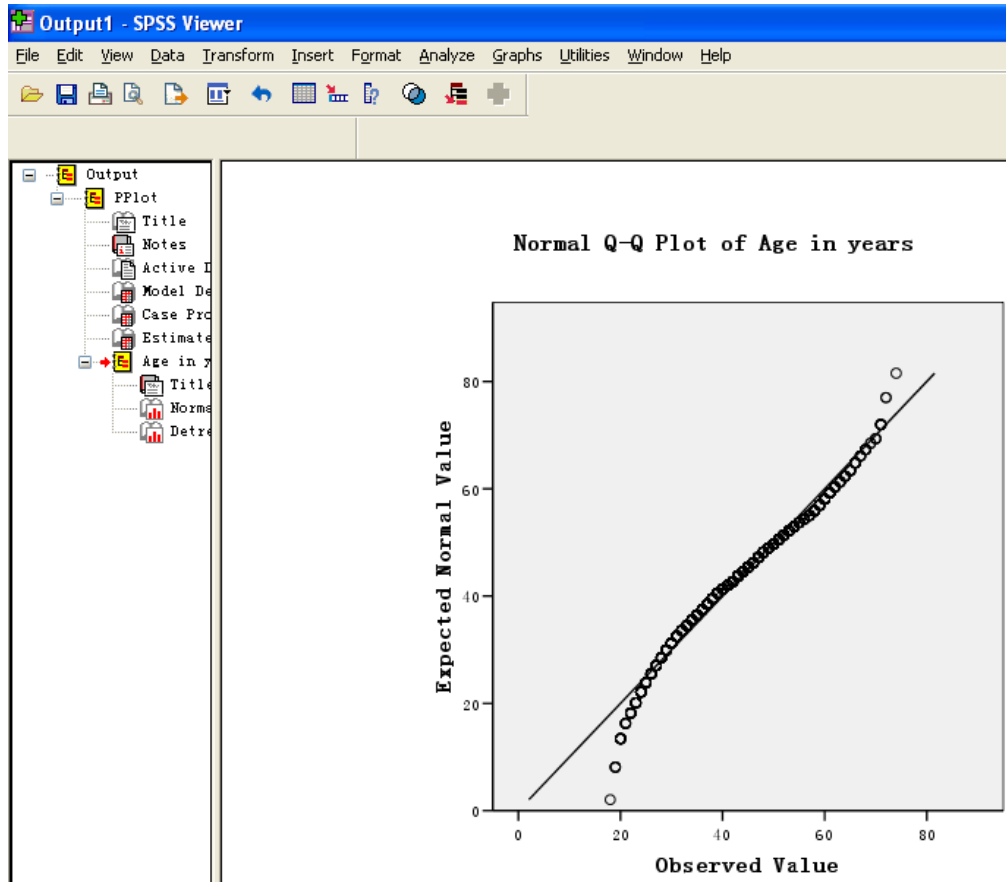 Output1 - SPSS Viewer
File Edit View Data Transform Insert Format Analyze Graphs Utilities Window Help
Output
PPlot
Title
Notes
Active D
Model De
Case Pro
Estimate
Age in y
Title
Norma
Detre
Normal Q-Q Plot of Age in years
Expected Normal Value
80
60
40
20
0
0 20 40 60 80
Observed Value